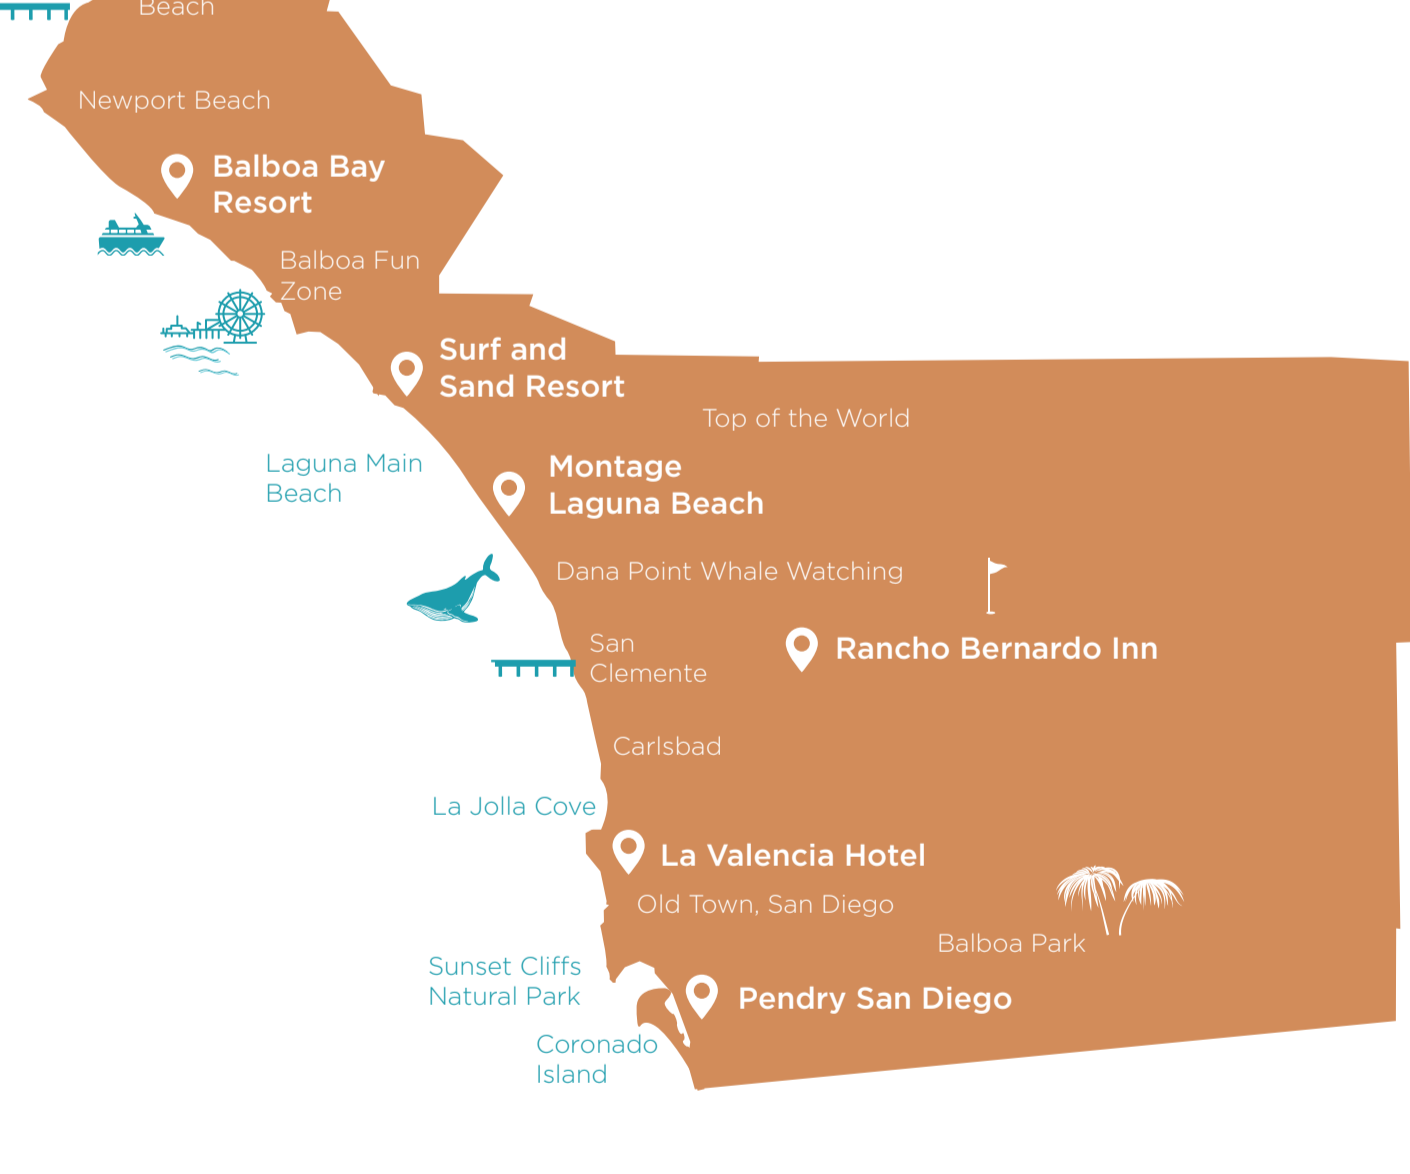 Beach
Newport Beach
Balboa Bay
Resort
Balboa Fun
Zone
Surf and
Sand Resort
Top of the World
Laguna Main
Beach
Montage
Laguna Beach
Dana Point Whale Watching
San
Clemente
Rancho Bernardo Inn
Carlsbad
La Jolla Cove
La Valencia Hotel
Old Town, San Diego
Balboa Park
Sunset Cliffs
Natural Park
Pendry San Diego
Coronado
Island